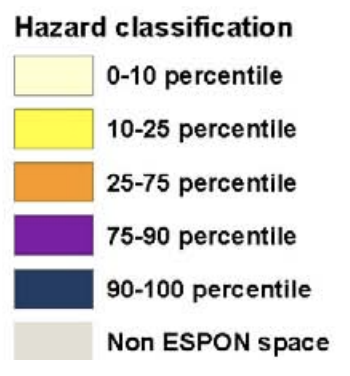 Hazard classification
0-10 percentile
10-25 percentile
25-75 percentile
75-90 percentile
90-100 percentile
Non ESPON space